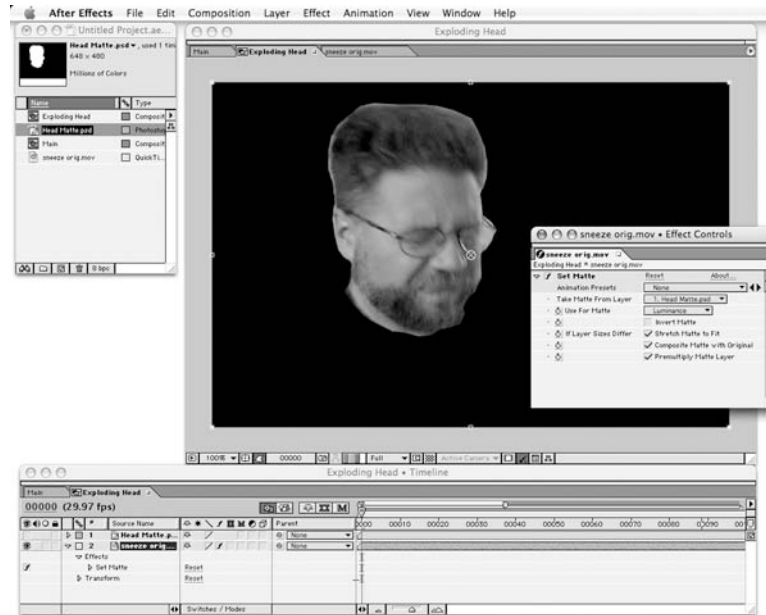 After Effects File Edit Composition Layer Effect Animation View Window Help
Untitled Project.ae...
Head Matte.psd , used 1 tim
640 x 480
Millions of Colors
Name Type
Exploding Head Composit
Head Matte.psd Photosho
Main Composit
sneeze orig.mov QuickTi...
8 bpc
Exploding Head
Main Exploding Head sneeze orig.mov
100% 00000 Full Active Camera
sneeze orig.mov • Effect Controls
sneeze orig.mov
Exploding Head * sneeze orig.mov
Set Matte Reset About...
Animation Presets None
Take Matte From Layer 1. Head Matte.psd
Use For Matte Luminance
Invert Matte
If Layer Sizes Differ Stretch Matte to Fit
Composite Matte with Original
Premultiply Matte Layer
Exploding Head • Timeline
Main Exploding Head
00000 (29.97 fps)
# Source Name Parent 0000 00010 00020 00030 00040 00050 00060 00070 00080 00090 00
1 Head Matte.p... None
2 sneeze orig.... None
Effects
Set Matte Reset
Transform Reset
Switches / Modes